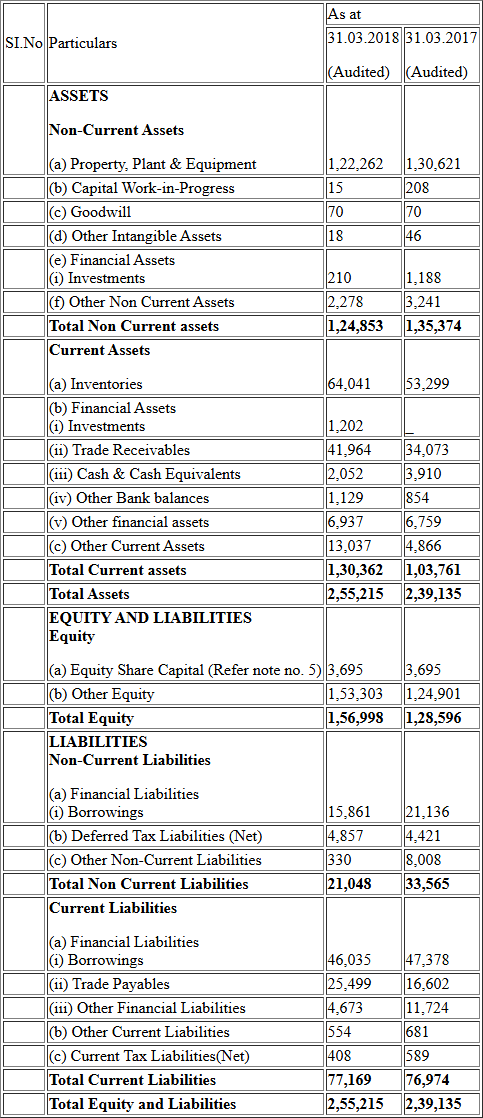 SI.No Particulars As at
31.03.2018 31.03.2017
(Audited) (Audited)
ASSETS
Non-Current Assets
(a) Property, Plant & Equipment 1,22,262 1,30,621
(b) Capital Work-in-Progress 15 208
(c) Goodwill 70 70
(d) Other Intangible Assets 18 46
(e) Financial Assets
(i) Investments 210 1,188
(f) Other Non Current Assets 2,278 3,241
Total Non Current assets 1,24,853 1,35,374
Current Assets
(a) Inventories 64,041 53,299
(b) Financial Assets
(i) Investments 1,202 _
(ii) Trade Receivables 41,964 34,073
(iii) Cash & Cash Equivalents 2,052 3,910
(iv) Other Bank balances 1,129 854
(v) Other financial assets 6,937 6,759
(c) Other Current Assets 13,037 4,866
Total Current assets 1,30,362 1,03,761
Total Assets 2,55,215 2,39,135
EQUITY AND LIABILITIES
Equity
(a) Equity Share Capital (Refer note no. 5) 3,695 3,695
(b) Other Equity 1,53,303 1,24,901
Total Equity 1,56,998 1,28,596
LIABILITIES
Non-Current Liabilities
(a) Financial Liabilities
(i) Borrowings 15,861 21,136
(b) Deferred Tax Liabilities (Net) 4,857 4,421
(c) Other Non-Current Liabilities 330 8,008
Total Non Current Liabilities 21,048 33,565
Current Liabilities
(a) Financial Liabilities
(i) Borrowings 46,035 47,378
(ii) Trade Payables 25,499 16,602
(iii) Other Financial Liabilities 4,673 11,724
(b) Other Current Liabilities 554 681
(c) Current Tax Liabilities(Net) 408 589
Total Current Liabilities 77,169 76,974
Total Equity and Liabilities 2,55,215 2,39,135